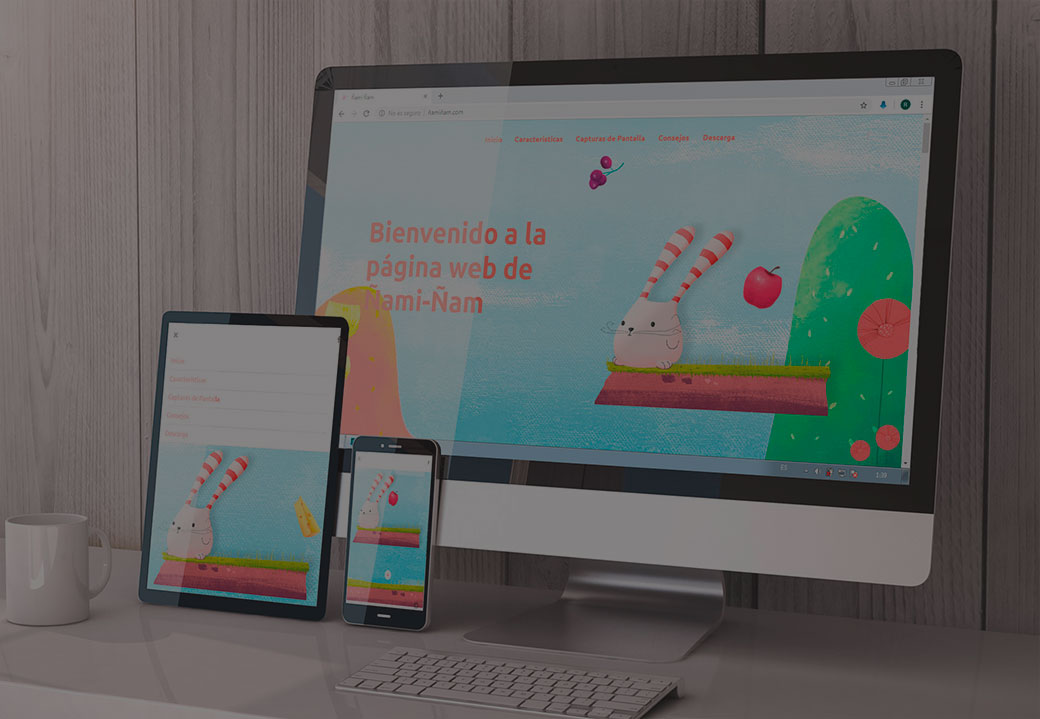 Ñami-Ñam
No es seguro | ñamiñam.com
Inicio Características Capturas de Pantalla Consejos Descarga
Bienvenido a la
página web de
Ñami-Ñam
ES
1:09
Inicio
Características
Capturas de Pantalla
Consejos
Descarga